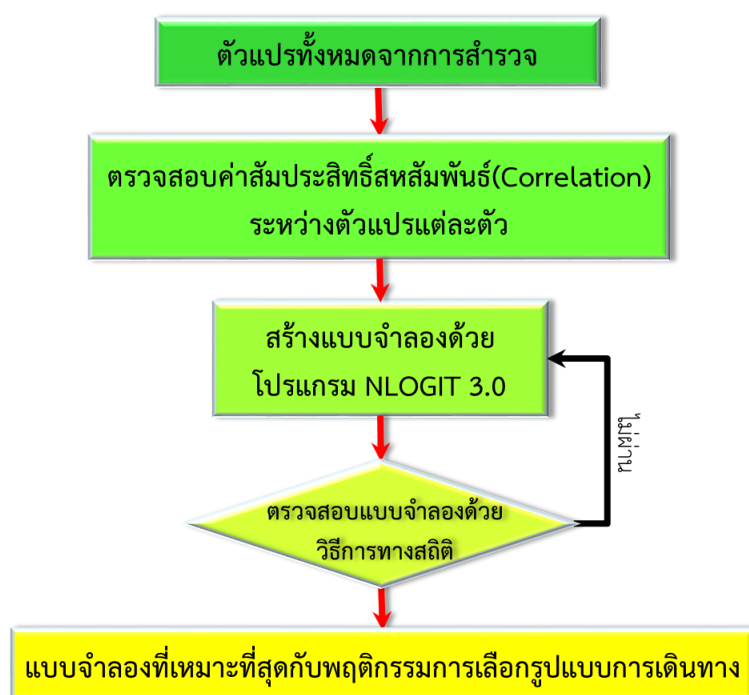 ตัวแปรทั้งหมดจากการสำรวจ
ตรวจสอบค่าสัมประสิทธิ์สหสัมพันธ์(Correlation)
ระหว่างตัวแปรแต่ละตัว
สร้างแบบจำลองด้วย
โปรแกรม NLOGIT 3.0
ไม่ผ่าน
ตรวจสอบแบบจำลองด้วย
วิธีการทางสถิติ
แบบจำลองที่เหมาะที่สุดกับพฤติกรรมการเลือกรูปแบบการเดินทาง